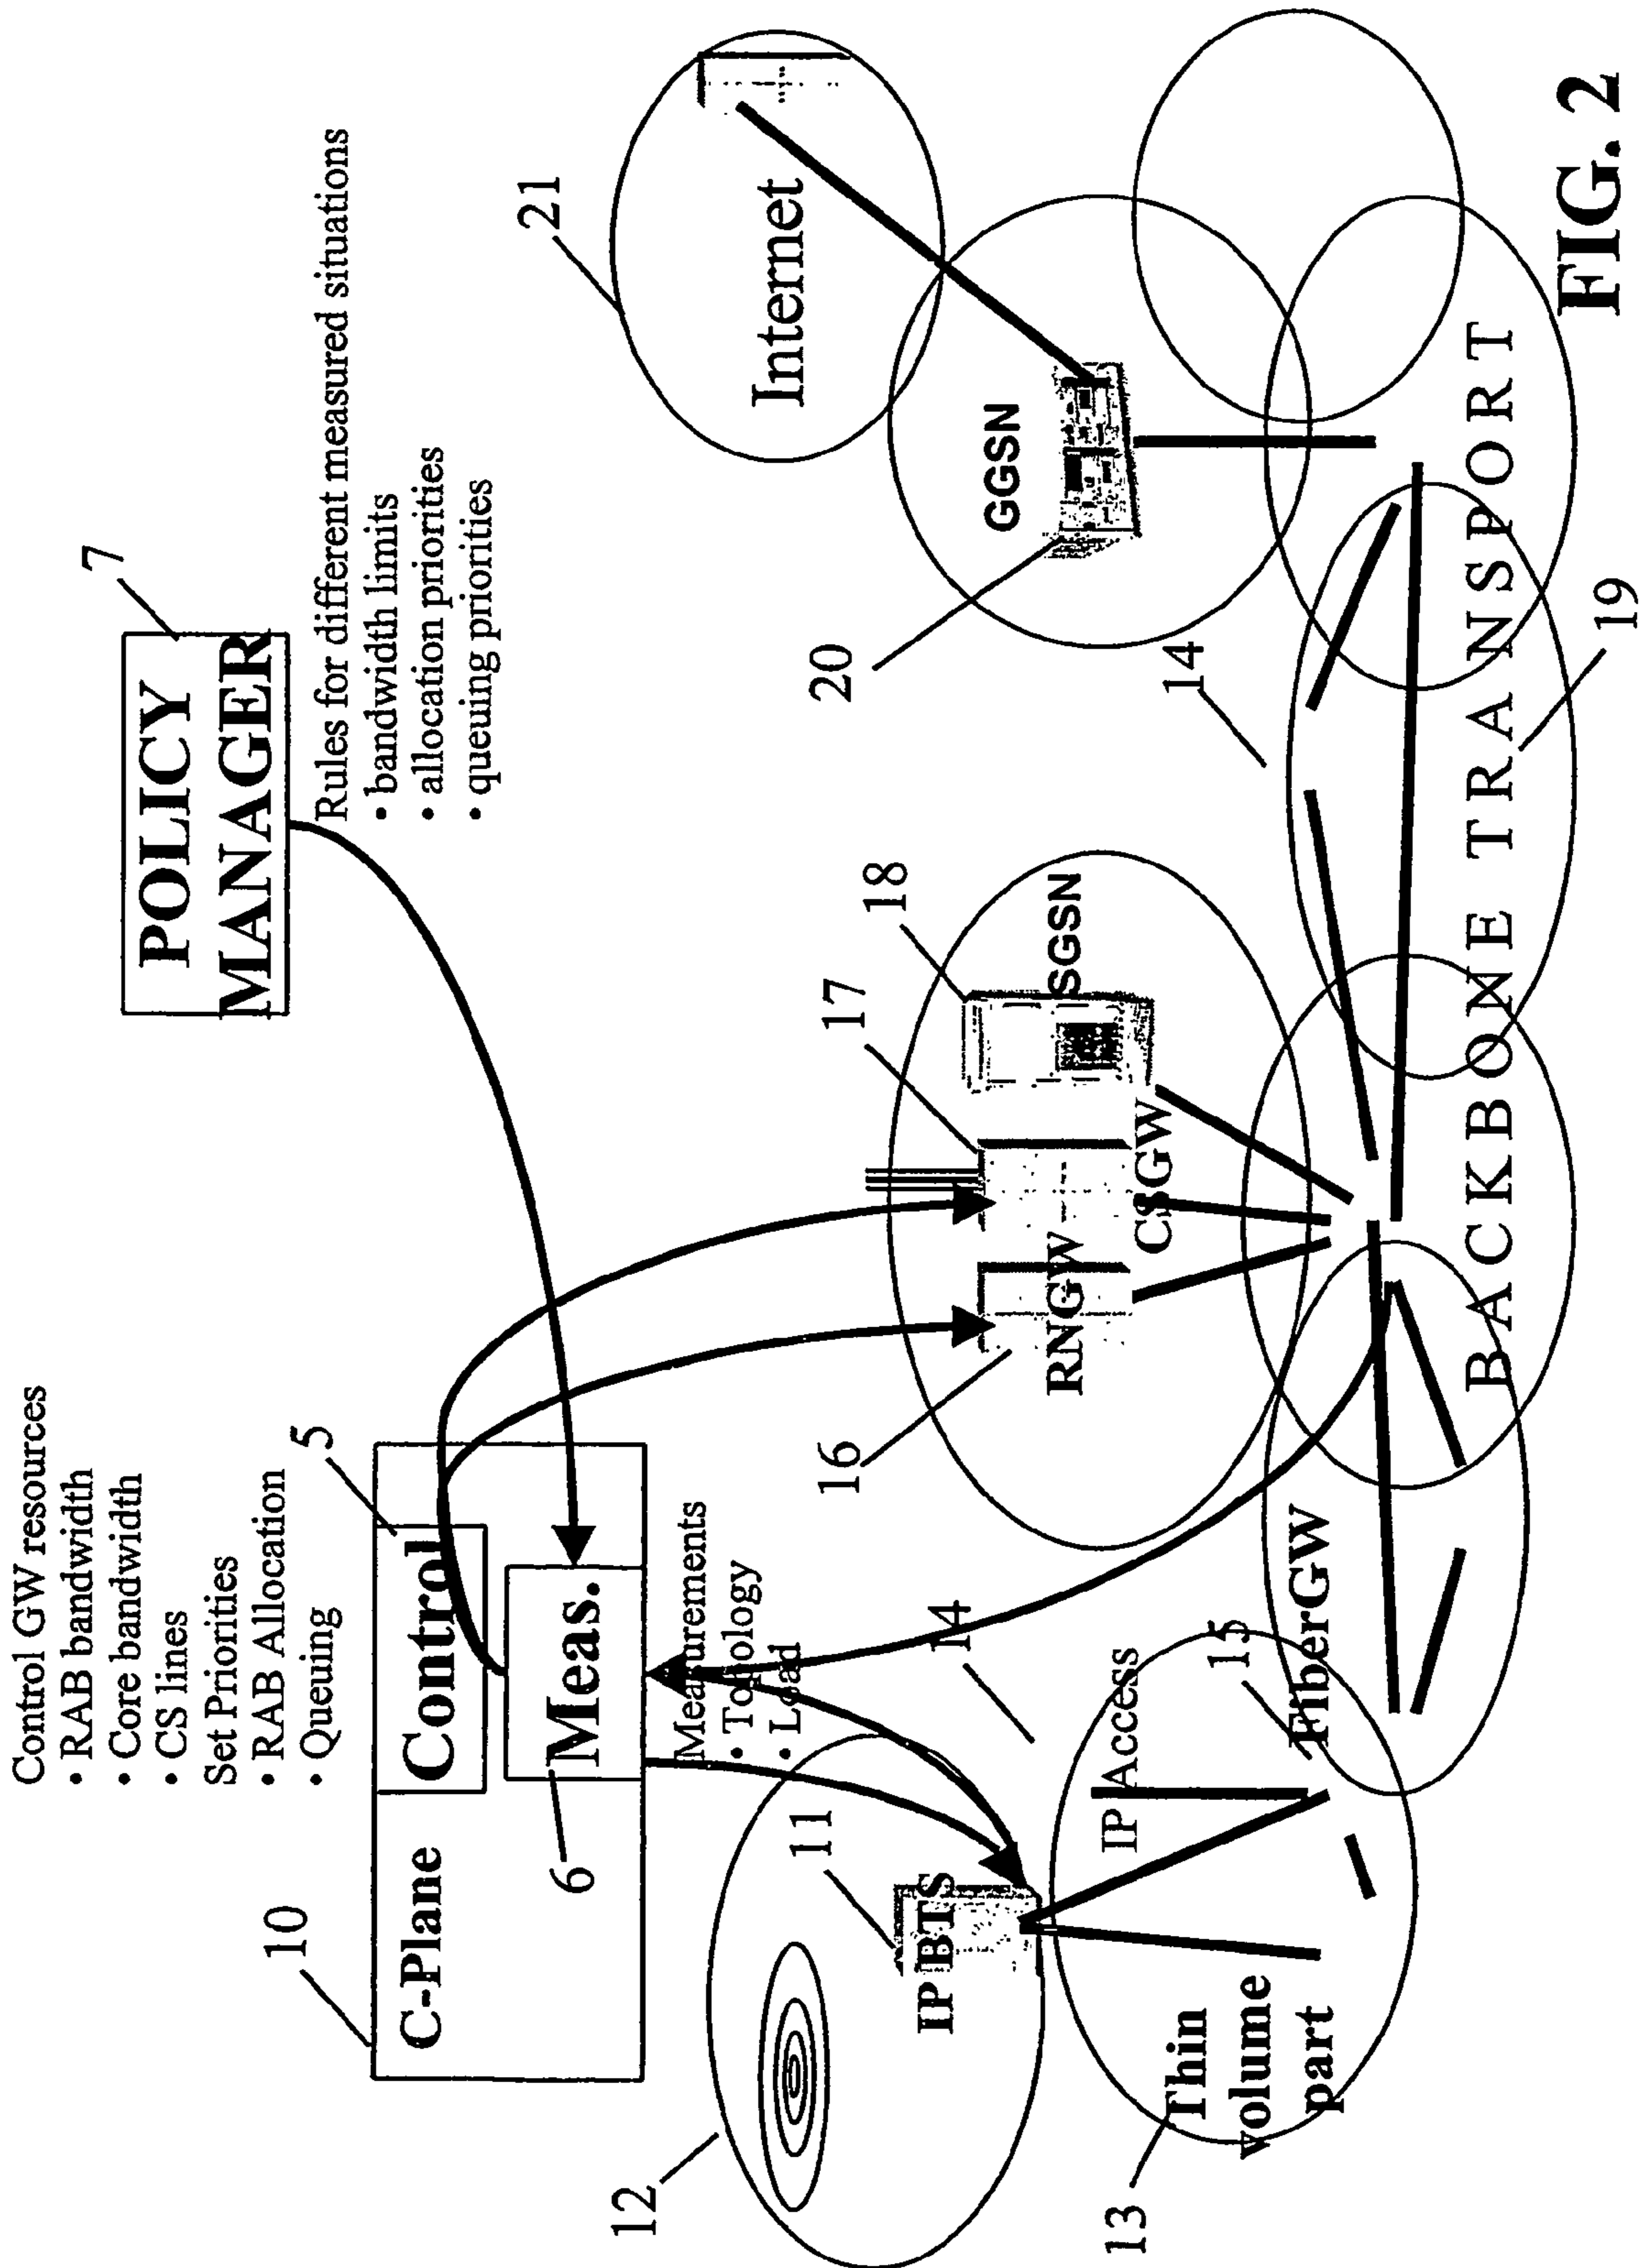 Control GW resources
• RAB bandwidth
• Core bandwidth
• CS lines
Set Priorities
• RAB Allocation
• Queuing
POLICY
MANAGER
7
Rules for different measured situations
• bandwidth limits
• allocation priorities
• queuing priorities
10
C-Plane
Control
5
6
Meas.
Measurements
• Topology
• Load
12
11
IP BTS
13
Thin
volume
part
14
IP Access
15
FiberGW
16
RNGW
17
CSGW
18
SGSN
14
19
BACKBONE TRANSPORT
20
GGSN
21
Internet
FIG. 2